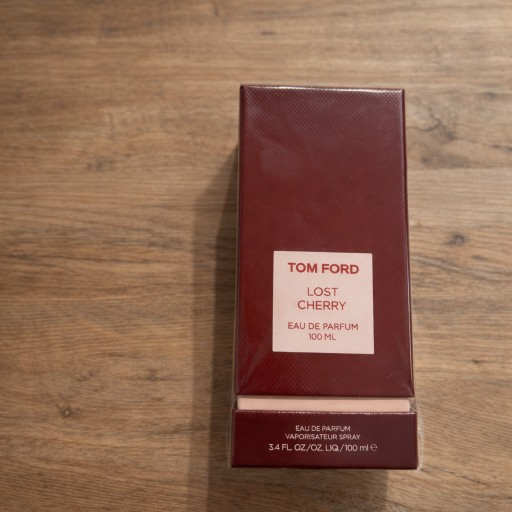 TOM FORD
LOST
CHERRY
EAU DE PARFUM
100 ML
EAU DE PARFUM
VAPORISATEUR SPRAY
3.4 FL. OZ./OZ. LIQ./100 ml ℮